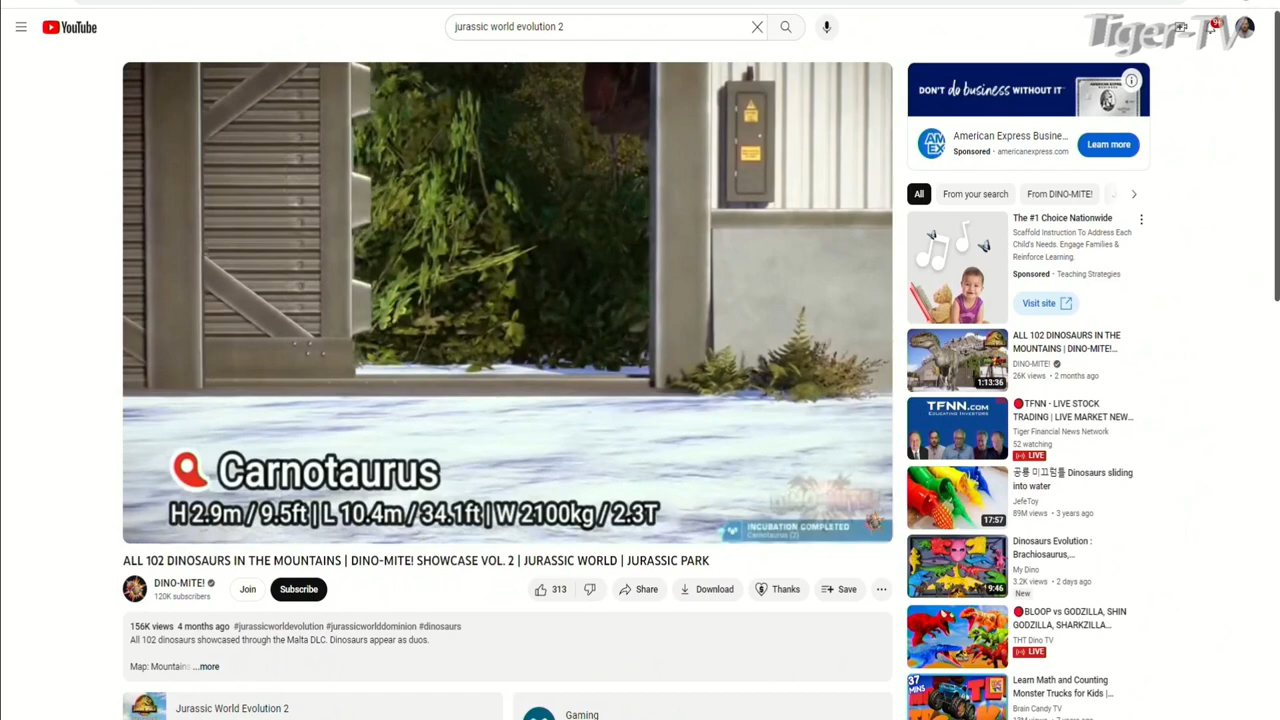 YouTube
jurassic world evolution 2
Tiger-TV
9+
Carnotaurus
H 2.9m / 9.5ft | L 10.4m / 34.1ft | W 2100kg / 2.3T
INCUBATION COMPLETED
Carnotaurus (2)
ALL 102 DINOSAURS IN THE MOUNTAINS | DINO-MITE! SHOWCASE VOL. 2 | JURASSIC WORLD | JURASSIC PARK
DINO-MITE!
120K subscribers
Join
Subscribe
313
Share
Download
Thanks
Save
156K views 4 months ago #jurassicworldevolution #jurassicworlddominion #dinosaurs
All 102 dinosaurs showcased through the Malta DLC. Dinosaurs appear as duos.
Map: Mountains ...more
Jurassic World Evolution 2
Gaming
DON'T do business WITHOUT IT
AM EX
American Express Busine...
Sponsored · americanexpress.com
Learn more
All
From your search
From DINO-MITE!
The #1 Choice Nationwide
Scaffold Instruction To Address Each
Child's Needs. Engage Families &
Reinforce Learning.
Sponsored · Teaching Strategies
Visit site
1:13:36
ALL 102 DINOSAURS IN THE
MOUNTAINS | DINO-MITE!...
DINO-MITE!
26K views · 2 months ago
TFNN.COM
EDUCATING INVESTORS
TFNN - LIVE STOCK
TRADING | LIVE MARKET NEW...
Tiger Financial News Network
52 watching
LIVE
17:57
공룡 미끄럼틀 Dinosaurs sliding
into water
JefeToy
89M views · 3 years ago
9:46
Dinosaurs Evolution :
Brachiosaurus,...
My Dino
3.2K views · 2 days ago
New
BLOOP vs GODZILLA, SHIN
GODZILLA, SHARKZILLA...
THT Dino TV
LIVE
37
MINS
Learn Math and Counting
Monster Trucks for Kids |...
Brain Candy TV